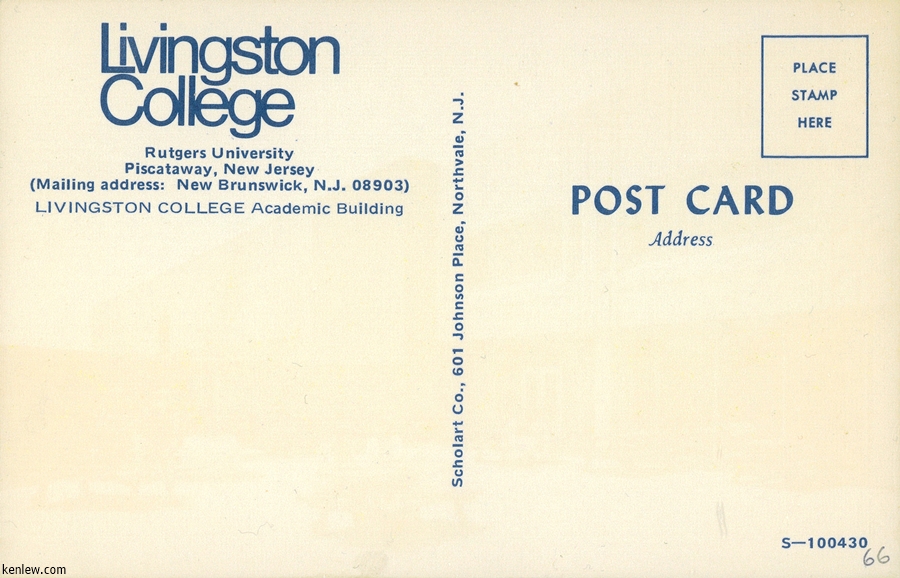 Livingston
College
Rutgers University
Piscataway, New Jersey
(Mailing address: New Brunswick, N.J. 08903)
LIVINGSTON COLLEGE Academic Building
Scholart Co., 601 Johnson Place, Northvale, N.J.
PLACE
STAMP
HERE
POST CARD
Address
S—100430
66
kenlew.com